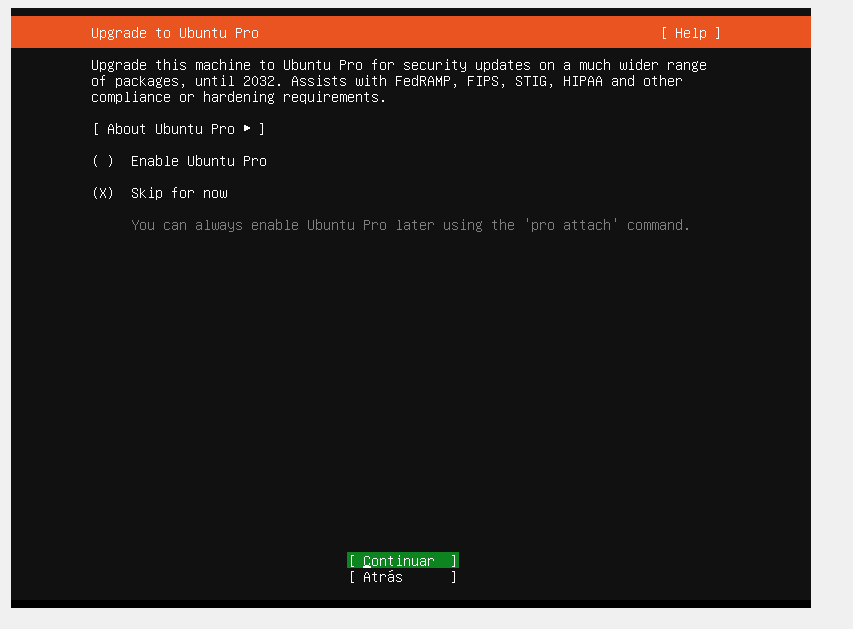 Upgrade to Ubuntu Pro [ Help ]
Upgrade this machine to Ubuntu Pro for security updates on a much wider range
of packages, until 2032. Assists with FedRAMP, FIPS, STIG, HIPAA and other
compliance or hardening requirements.
[ About Ubuntu Pro ► ]
( ) Enable Ubuntu Pro
(X) Skip for now
You can always enable Ubuntu Pro later using the 'pro attach' command.
[ Continuar ]
[ Atrás ]